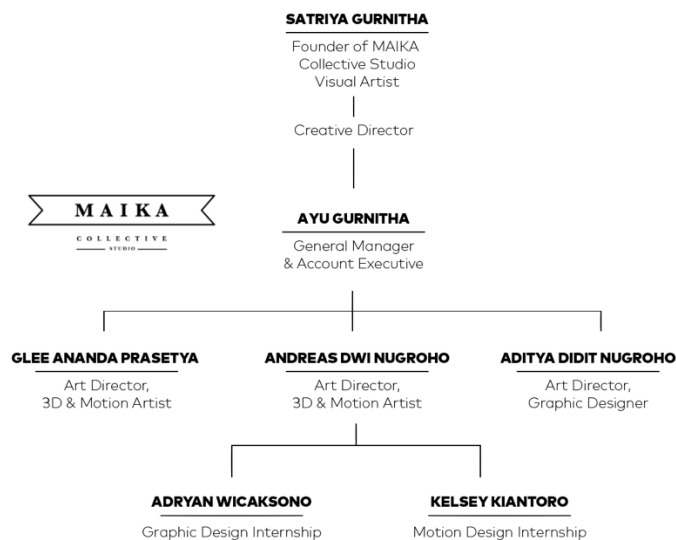 SATRIYA GURNITHA
Founder of MAIKA
Collective Studio
Visual Artist
Creative Director
MAIKA
COLLECTIVE
STUDIO
AYU GURNITHA
General Manager
& Account Executive
GLEE ANANDA PRASETYA
Art Director,
3D & Motion Artist
ANDREAS DWI NUGROHO
Art Director,
3D & Motion Artist
ADITYA DIDIT NUGROHO
Art Director,
Graphic Designer
ADRYAN WICAKSONO
Graphic Design Internship
KELSEY KIANTORO
Motion Design Internship